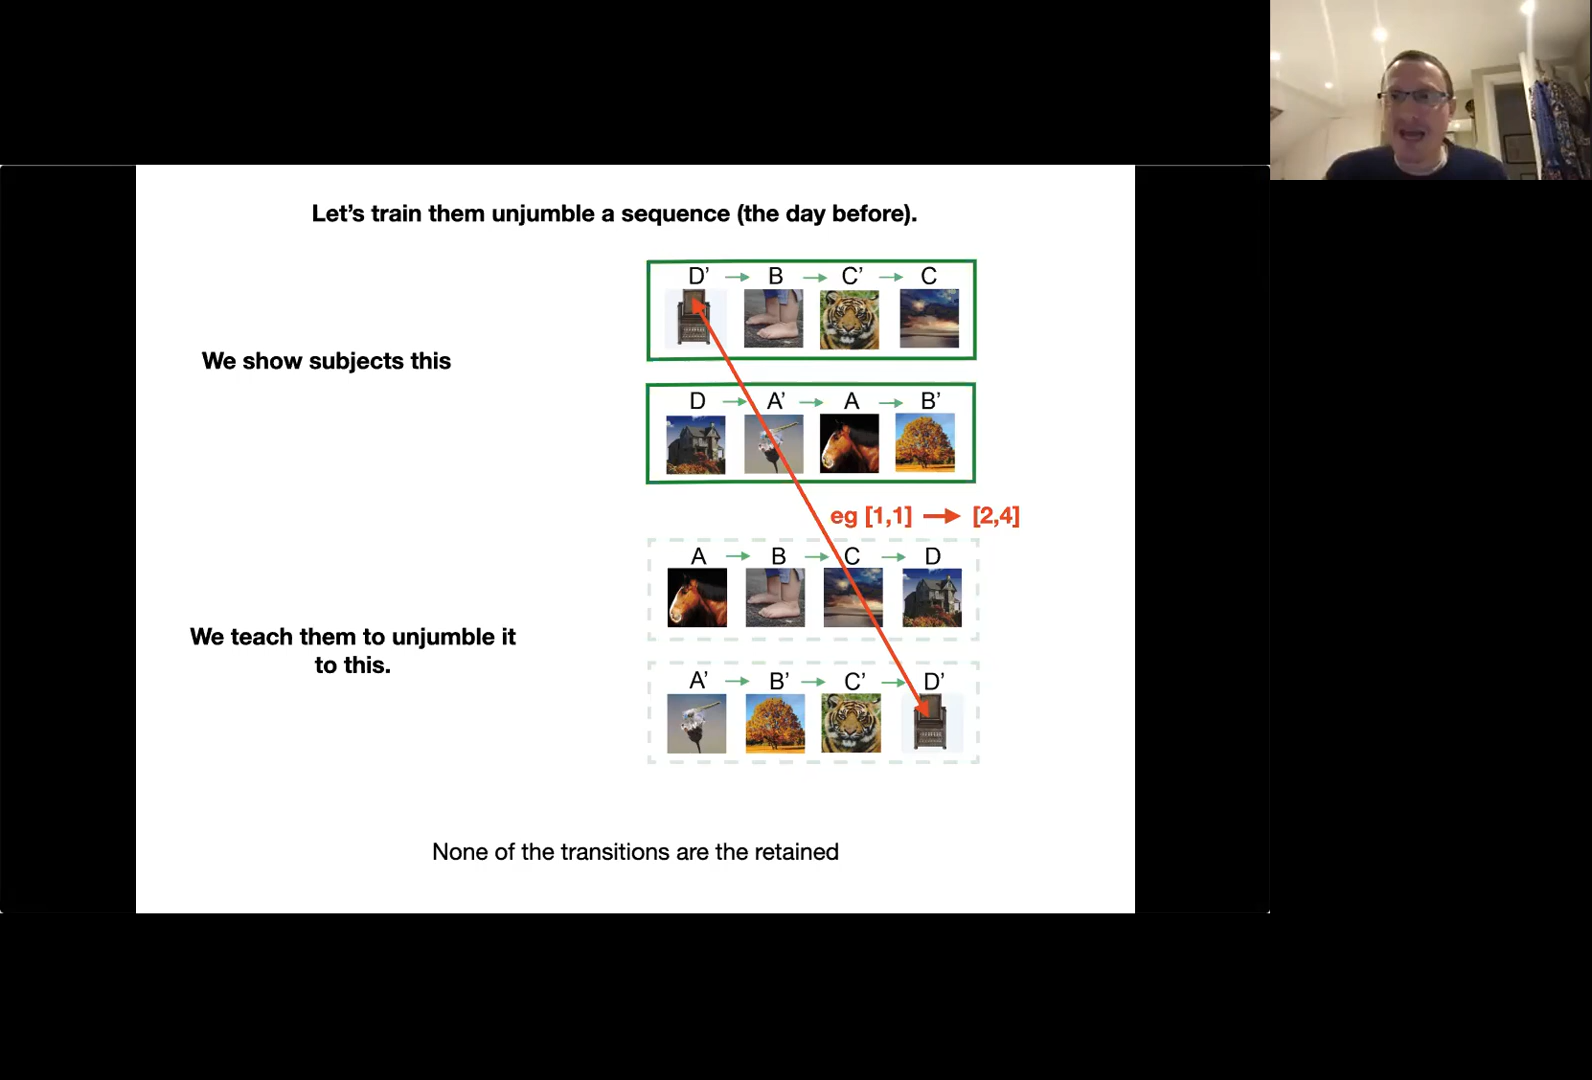 Let's train them unjumble a sequence (the day before).
We show subjects this
D' → B → C' → C
D → A' → A → B'
eg [1,1] → [2,4]
A → B → C → D
We teach them to unjumble it
to this.
A' → B' → C' → D'
None of the transitions are the retained